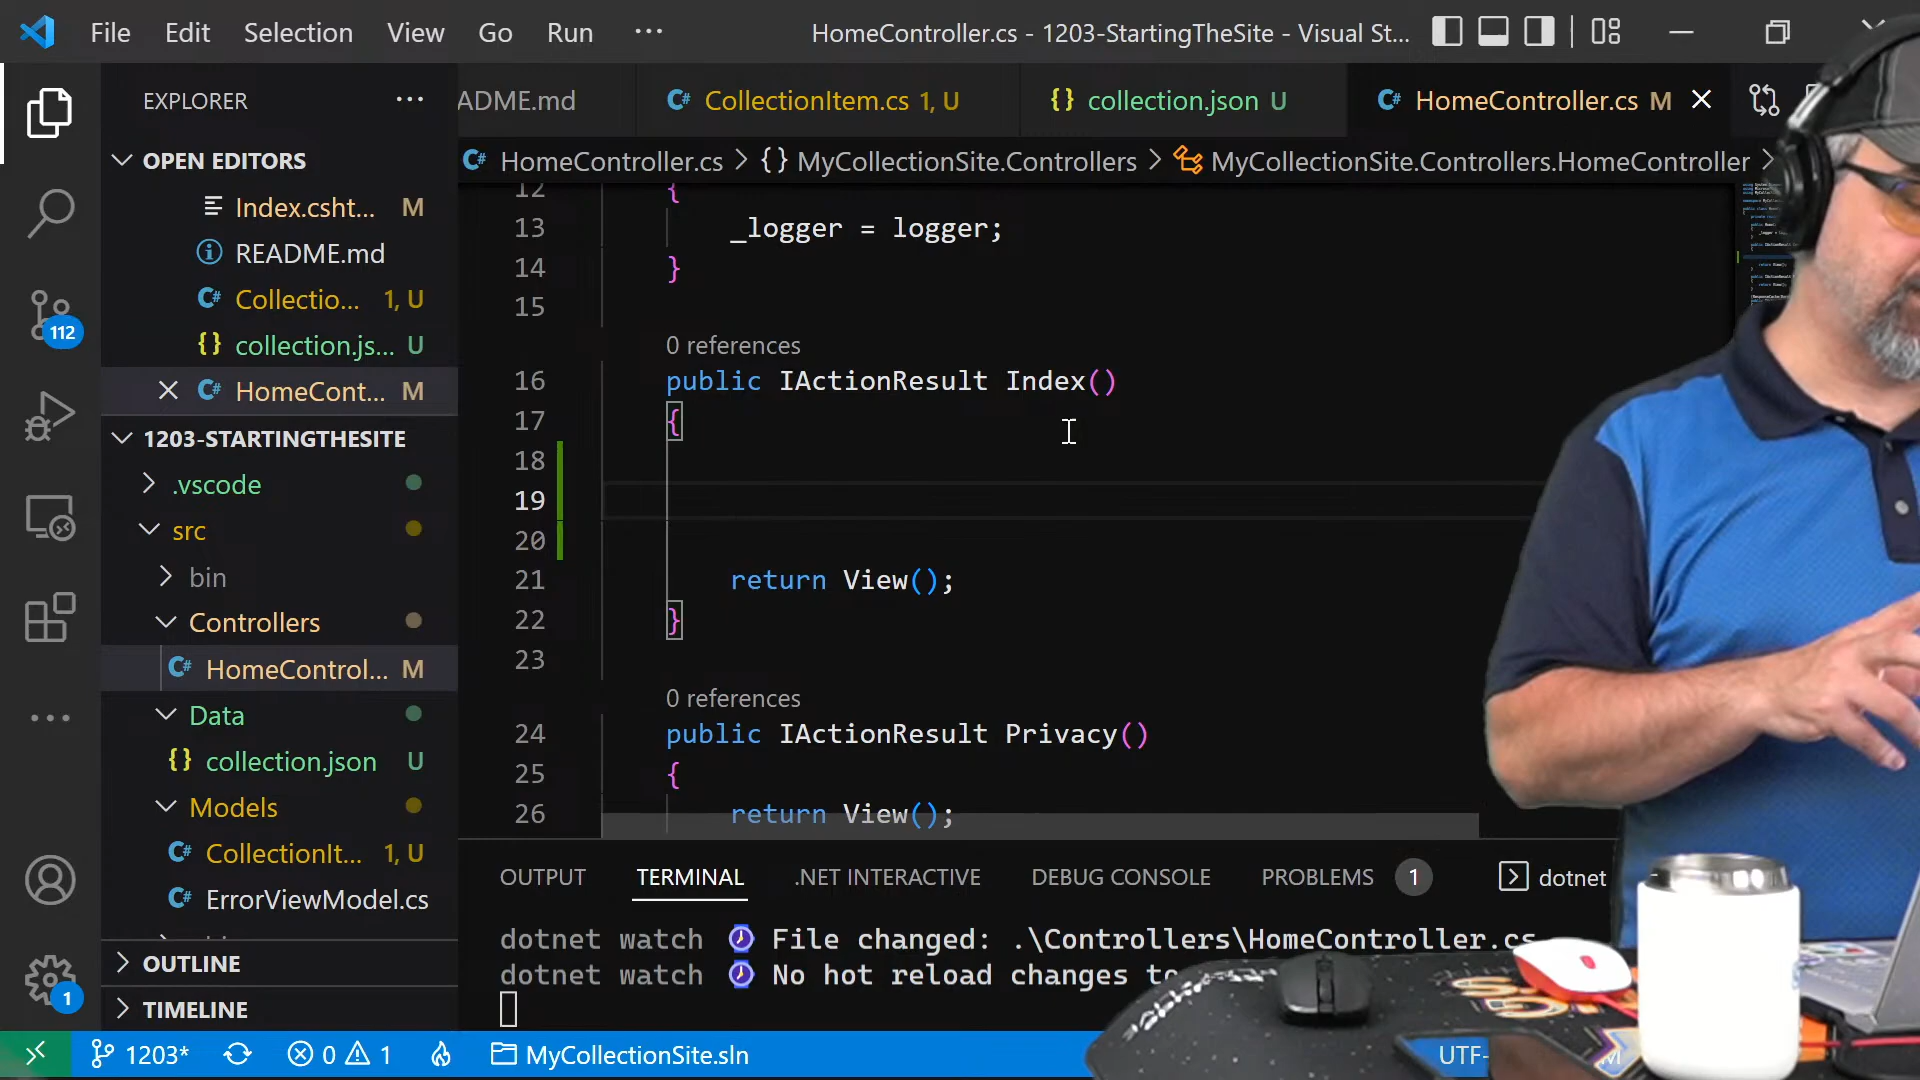 File Edit Selection View Go Run ···
HomeController.cs - 1203-StartingTheSite - Visual St...
EXPLORER ···
OPEN EDITORS
Index.csht... M
README.md
Collectio... 1, U
collection.js... U
HomeCont... M
1203-STARTINGTHESITE
.vscode
src
bin
Controllers
HomeControl... M
Data
collection.json U
Models
CollectionIt... 1, U
ErrorViewModel.cs
OUTLINE
TIMELINE
112
1
ADME.md
CollectionItem.cs 1, U
collection.json U
HomeController.cs M
HomeController.cs > {} MyCollectionSite.Controllers > MyCollectionSite.Controllers.HomeController >
12 {
13 _logger = logger;
14 }
15
0 references
16 public IActionResult Index()
17 {
18
19
20
21 return View();
22 }
23
0 references
24 public IActionResult Privacy()
25 {
26 return View();
OUTPUT TERMINAL .NET INTERACTIVE DEBUG CONSOLE PROBLEMS 1 dotnet
dotnet watch File changed: .\Controllers\HomeController.cs
dotnet watch No hot reload changes to
1203* 0 1 MyCollectionSite.sln UTF-